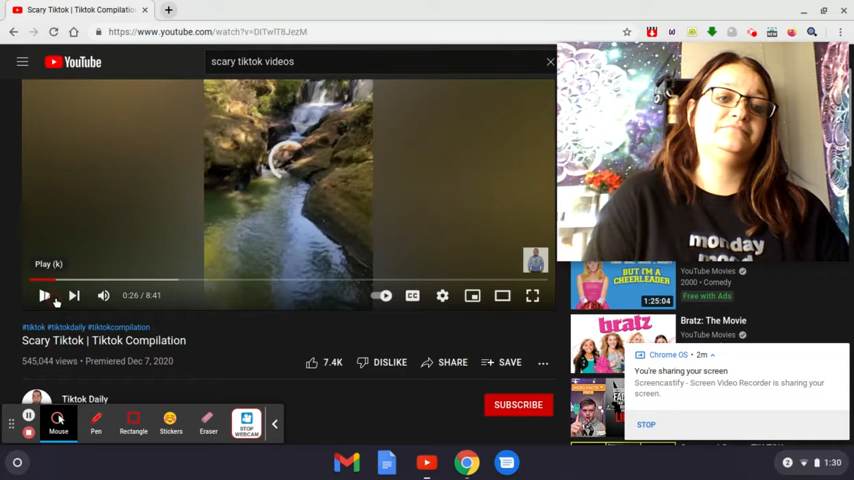 Scary Tiktok | Tiktok Compilation
https://www.youtube.com/watch?v=DITwIT8JezM
YouTube
scary tiktok videos
monday
Play (k)
0:26 / 8:41
CC
#tiktok #tiktokdaily #tiktokcompilation
Scary Tiktok | Tiktok Compilation
545,044 views • Premiered Dec 7, 2020
7.4K
DISLIKE
SHARE
SAVE
Tiktok Daily
SUBSCRIBE
BUT I'M A
CHEERLEADER
1:25:04
YouTube Movies
2000 • Comedy
Free with Ads
bratz
Bratz: The Movie
YouTube Movies
Chrome OS • 2m
You're sharing your screen
Screencastify - Screen Video Recorder is sharing your
screen.
STOP
Mouse
Pen
Rectangle
Stickers
Eraser
STOP
WEBCAM
2
1:30